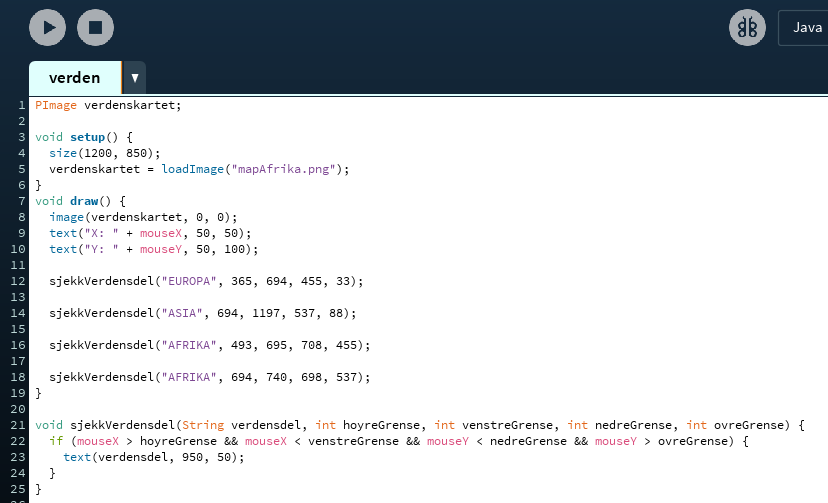 Java
verden ▼
1 PImage verdenskartet;
2
3 void setup() {
4   size(1200, 850);
5   verdenskartet = loadImage("mapAfrika.png");
6 }
7 void draw() {
8   image(verdenskartet, 0, 0);
9   text("X: " + mouseX, 50, 50);
10   text("Y: " + mouseY, 50, 100);
11
12   sjekkVerdensdel("EUROPA", 365, 694, 455, 33);
13
14   sjekkVerdensdel("ASIA", 694, 1197, 537, 88);
15
16   sjekkVerdensdel("AFRIKA", 493, 695, 708, 455);
17
18   sjekkVerdensdel("AFRIKA", 694, 740, 698, 537);
19 }
20
21 void sjekkVerdensdel(String verdensdel, int hoyreGrense, int venstreGrense, int nedreGrense, int ovreGrense) {
22   if (mouseX > hoyreGrense && mouseX < venstreGrense && mouseY < nedreGrense && mouseY > ovreGrense) {
23     text(verdensdel, 950, 50);
24   }
25 }